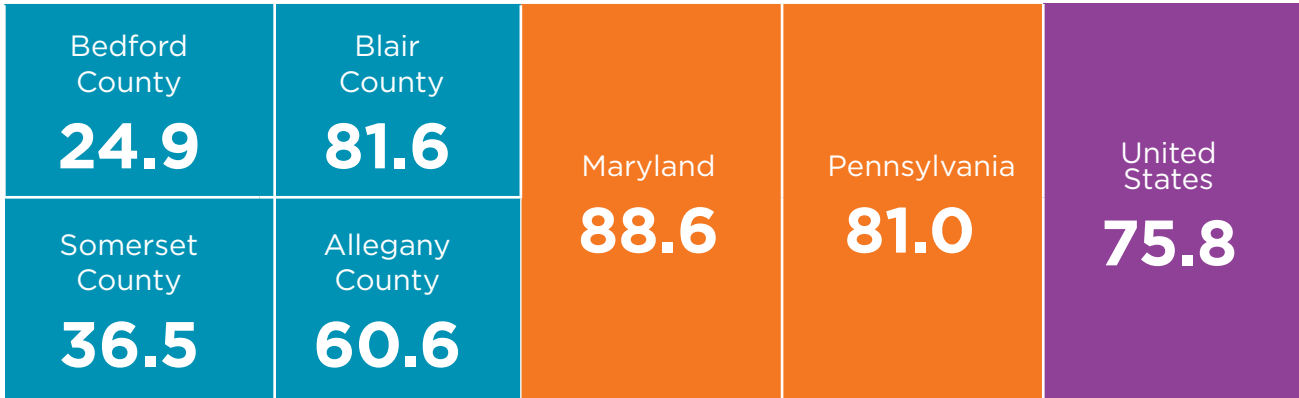 Bedford
County
24.9
Blair
County
81.6
Somerset
County
36.5
Allegany
County
60.6
Maryland
88.6
Pennsylvania
81.0
United
States
75.8